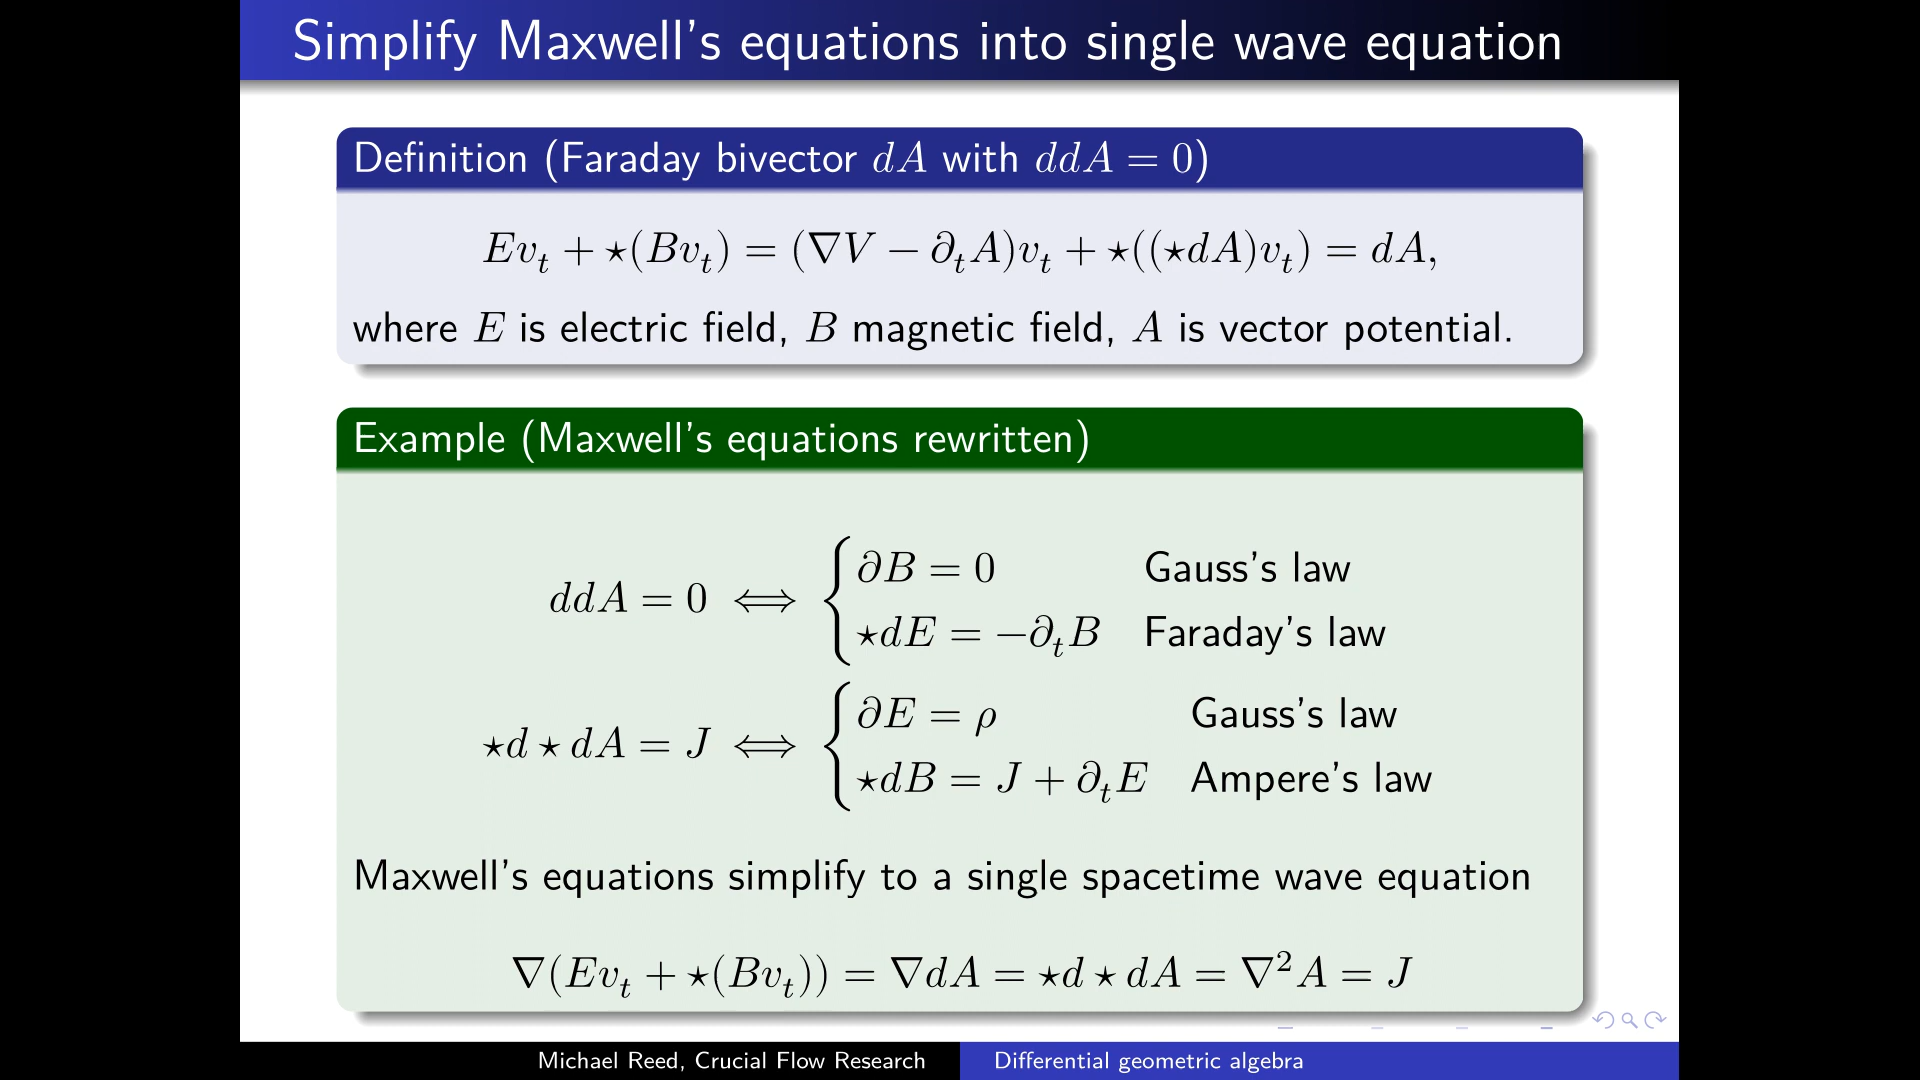 Simplify Maxwell's equations into single wave equation
Definition (Faraday bivector dA with ddA = 0)
Ev_t + ⋆(Bv_t) = (∇V − ∂_tA)v_t + ⋆((⋆dA)v_t) = dA,
where E is electric field, B magnetic field, A is vector potential.
Example (Maxwell's equations rewritten)
ddA = 0 ⟺ { ∂B = 0 Gauss's law
⋆dE = −∂_tB Faraday's law
⋆d ⋆ dA = J ⟺ { ∂E = ρ Gauss's law
⋆dB = J + ∂_tE Ampere's law
Maxwell's equations simplify to a single spacetime wave equation
∇(Ev_t + ⋆(Bv_t)) = ∇dA = ⋆d ⋆ dA = ∇²A = J
Michael Reed, Crucial Flow Research
Differential geometric algebra